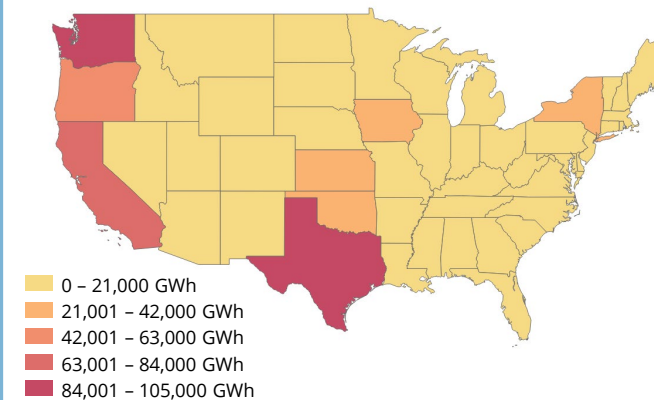 0 – 21,000 GWh
21,001 – 42,000 GWh
42,001 – 63,000 GWh
63,001 – 84,000 GWh
84,001 – 105,000 GWh